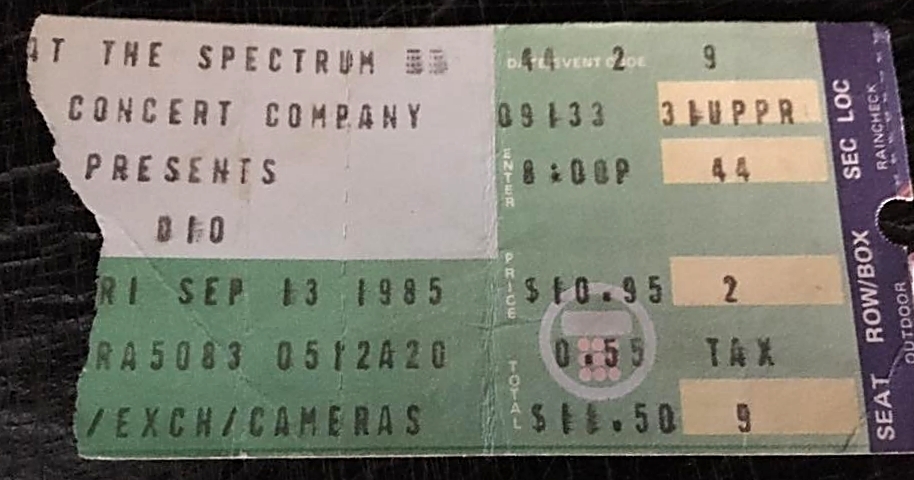 AT THE SPECTRUM
CONCERT COMPANY
PRESENTS
DIO
RI SEP 13 1985
RA5083 0512A20
/EXCH/CAMERAS
DATE/EVENT CODE
44 2 9
09133 31UPPR
ENTER
8:00P 44
PRICE
$10.95 2
0.55 TAX
TOTAL
$11.50 9
SEC LOC
ROW/BOX
SEAT
RAINCHECK
OUTDOOR